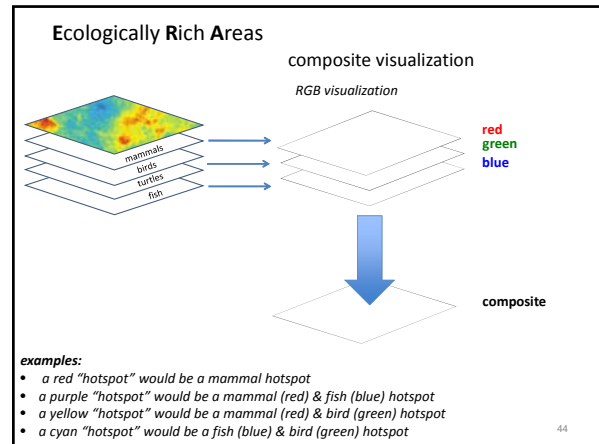 Ecologically Rich Areas
composite visualization
RGB visualization
mammals
birds
turtles
fish
red
green
blue
composite
examples:
• a red “hotspot” would be a mammal hotspot
• a purple “hotspot” would be a mammal (red) & fish (blue) hotspot
• a yellow “hotspot” would be a mammal (red) & bird (green) hotspot
• a cyan “hotspot” would be a fish (blue) & bird (green) hotspot
44